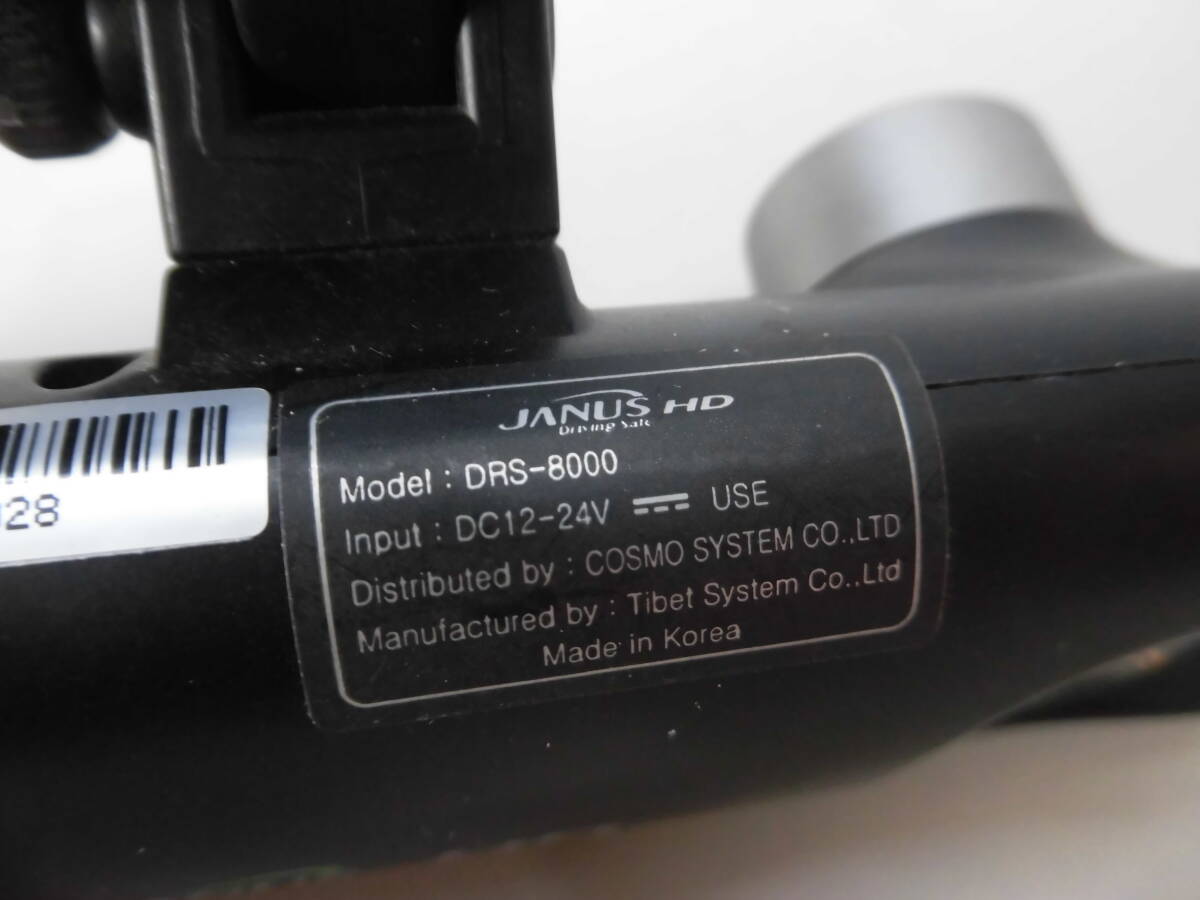 JANUS HD
Driving Safe
Model : DRS-8000
Input : DC12-24V ⎓ USE
Distributed by : COSMO SYSTEM CO.,LTD
Manufactured by : Tibet System Co.,Ltd
Made in Korea
28